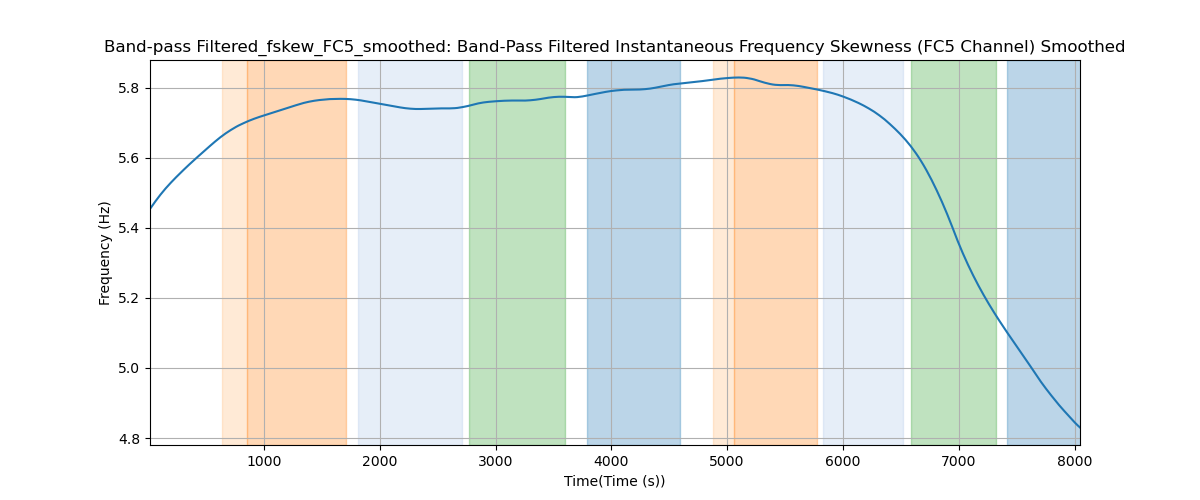 Band-pass Filtered_fskew_FC5_smoothed: Band-Pass Filtered Instantaneous Frequency Skewness (FC5 Channel) Smoothed
Frequency (Hz)
5.8
5.6
5.4
5.2
5.0
4.8
1000 2000 3000 4000 5000 6000 7000 8000
Time(Time (s))